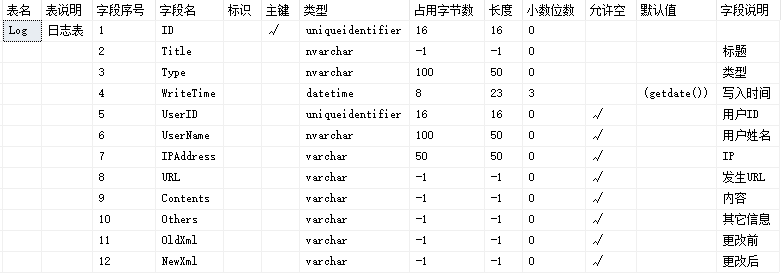 表名 表说明 字段序号 字段名 标识 主键 类型 占用字节数 长度 小数位数 允许空 默认值 字段说明
Log 日志表 1 ID √ uniqueidentifier 16 16 0
2 Title nvarchar -1 -1 0 标题
3 Type nvarchar 100 50 0 类型
4 WriteTime datetime 8 23 3 (getdate()) 写入时间
5 UserID uniqueidentifier 16 16 0 √ 用户ID
6 UserName nvarchar 100 50 0 √ 用户姓名
7 IPAddress varchar 50 50 0 √ IP
8 URL varchar -1 -1 0 √ 发生URL
9 Contents varchar -1 -1 0 √ 内容
10 Others varchar -1 -1 0 √ 其它信息
11 OldXml varchar -1 -1 0 √ 更改前
12 NewXml varchar -1 -1 0 √ 更改后